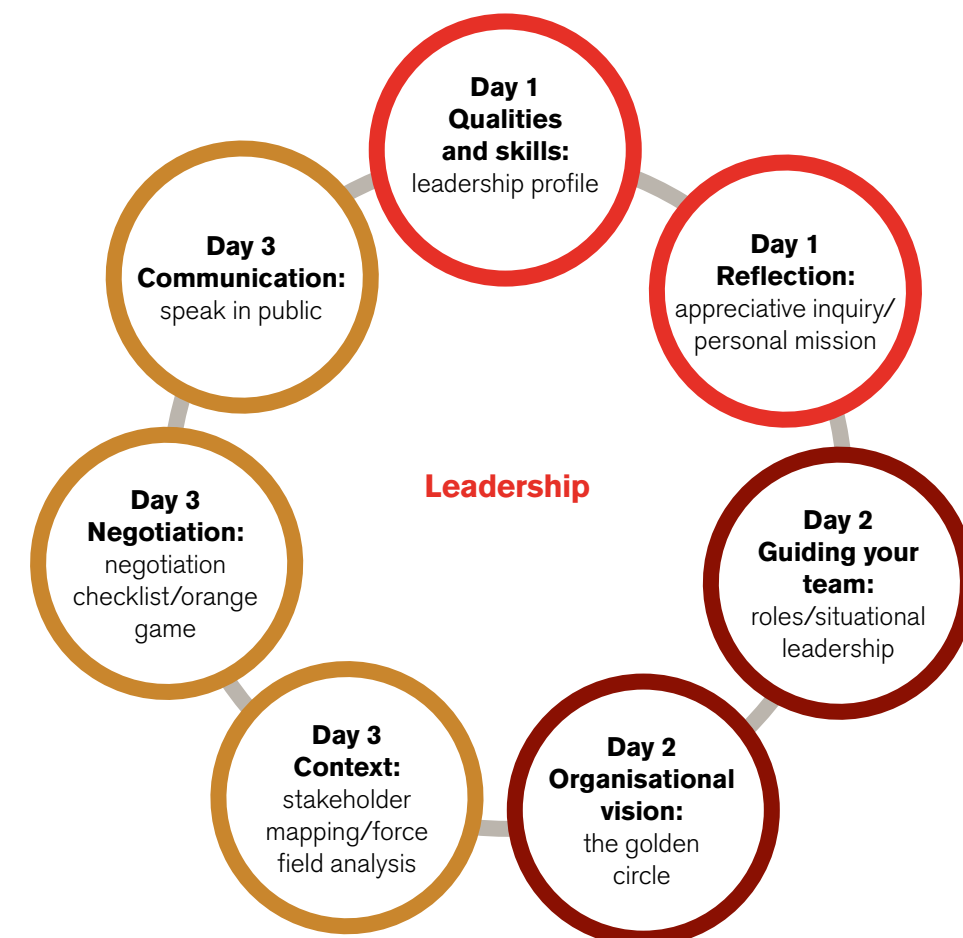 Day 1
Qualities
and skills:
leadership profile
Day 1
Reflection:
appreciative inquiry/
personal mission
Day 2
Guiding your
team:
roles/situational
leadership
Day 2
Organisational
vision:
the golden
circle
Day 3
Context:
stakeholder
mapping/force
field analysis
Day 3
Negotiation:
negotiation
checklist/orange
game
Day 3
Communication:
speak in public
Leadership